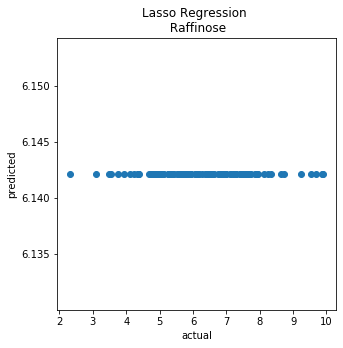 Lasso Regression
Raffinose
6.150
6.145
6.140
6.135
predicted
2 3 4 5 6 7 8 9 10
actual